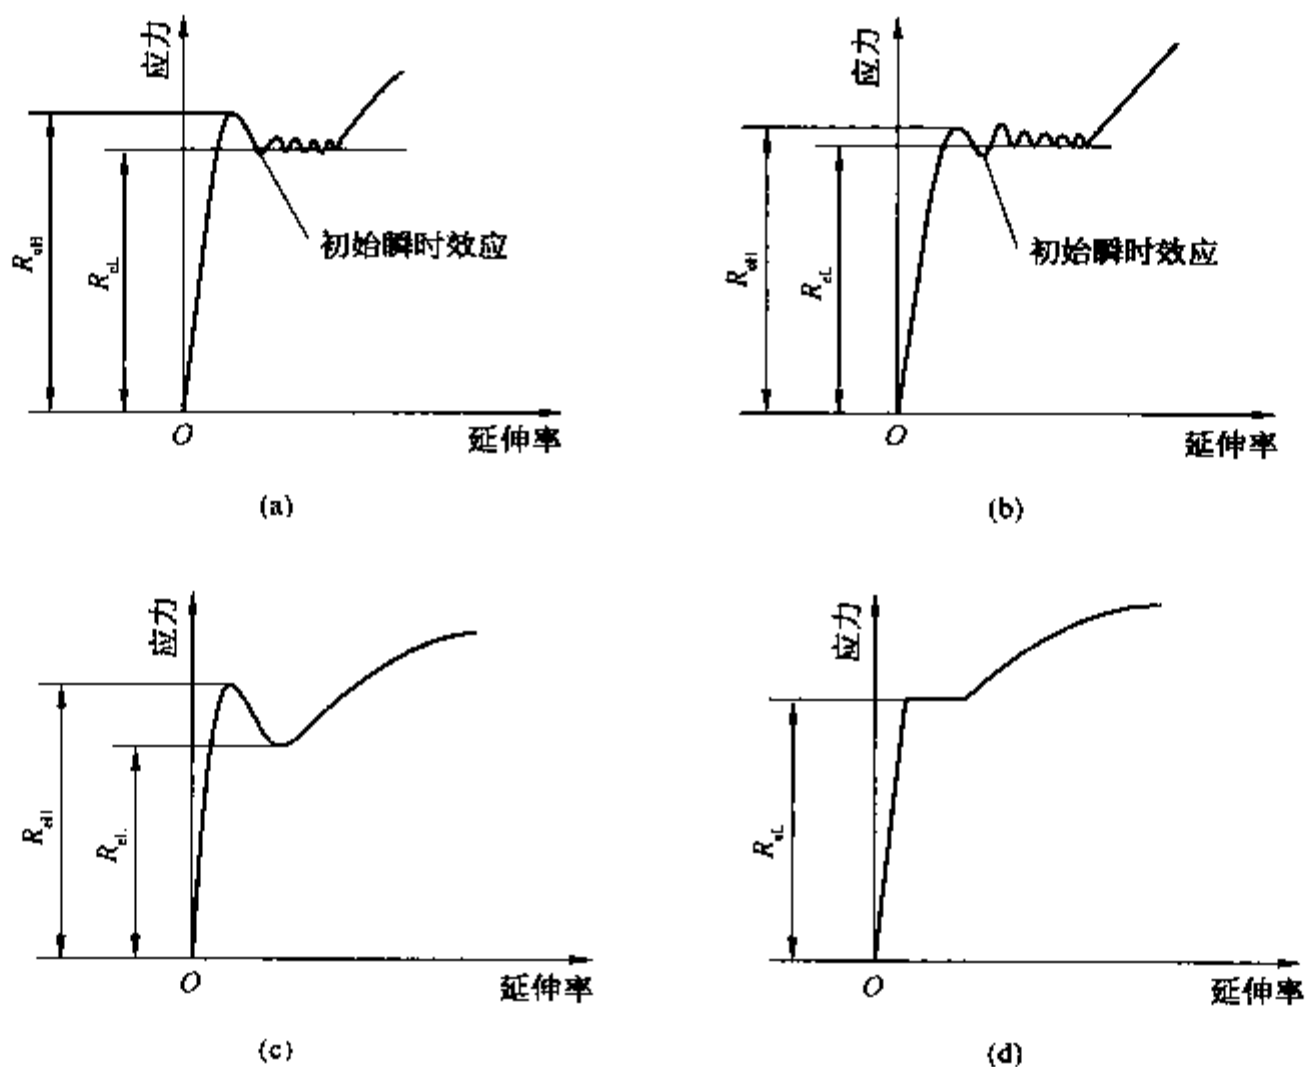 应力
应力
R_eH
R_eL
初始瞬时效应
R_eH
R_eL
初始瞬时效应
O
延伸率
O
延伸率
(a)
(b)
应力
应力
R_eH
R_eL
R_eL
O
延伸率
O
延伸率
(c)
(d)